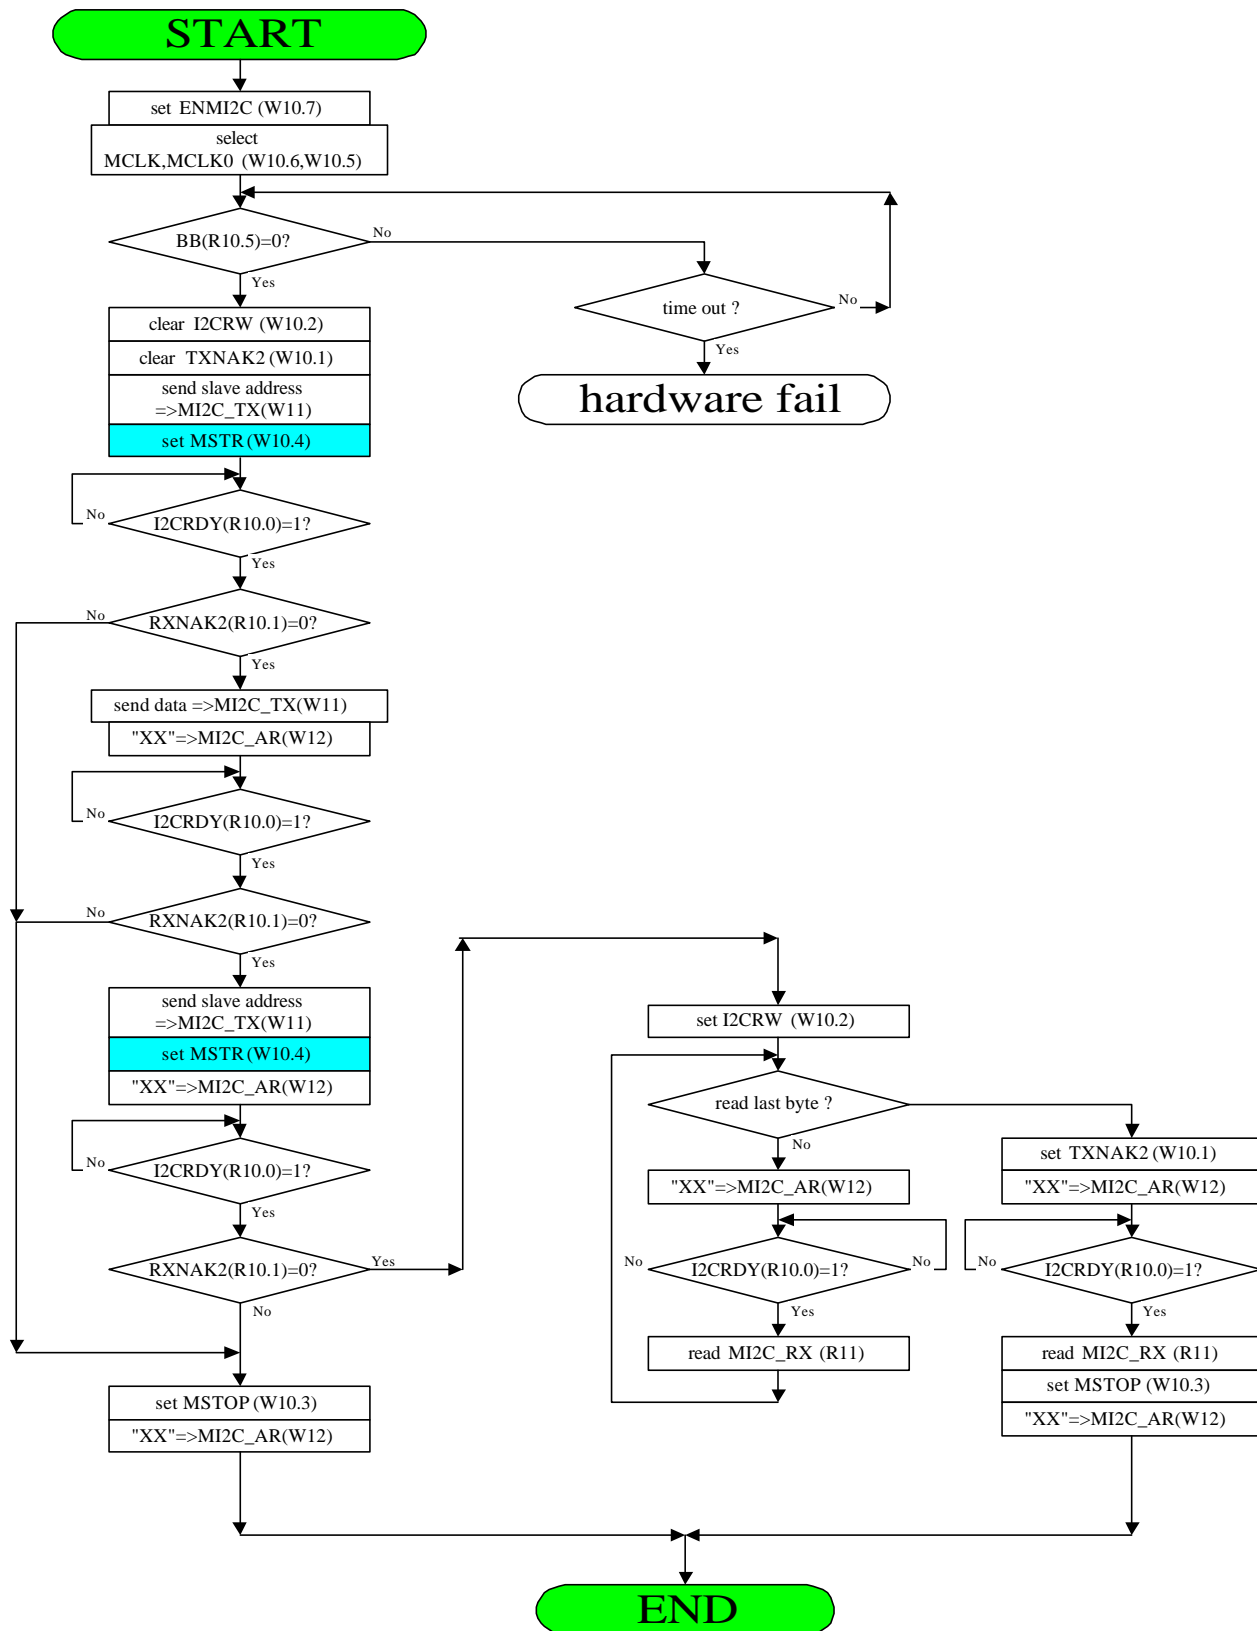 START
set ENMI2C (W10.7)
select
MCLK,MCLK0 (W10.6,W10.5)
BB(R10.5)=0?
No
Yes
time out ?
No
Yes
hardware fail
clear I2CRW (W10.2)
clear TXNAK2 (W10.1)
send slave address
=>MI2C_TX(W11)
set MSTR (W10.4)
I2CRDY(R10.0)=1?
No
Yes
RXNAK2(R10.1)=0?
No
Yes
send data =>MI2C_TX(W11)
"XX"=>MI2C_AR(W12)
I2CRDY(R10.0)=1?
No
Yes
RXNAK2(R10.1)=0?
No
Yes
send slave address
=>MI2C_TX(W11)
set MSTR (W10.4)
"XX"=>MI2C_AR(W12)
I2CRDY(R10.0)=1?
No
Yes
RXNAK2(R10.1)=0?
Yes
No
set MSTOP (W10.3)
"XX"=>MI2C_AR(W12)
set I2CRW (W10.2)
read last byte ?
No
"XX"=>MI2C_AR(W12)
No
I2CRDY(R10.0)=1?
No
Yes
read MI2C_RX (R11)
set TXNAK2 (W10.1)
"XX"=>MI2C_AR(W12)
No
I2CRDY(R10.0)=1?
Yes
read MI2C_RX (R11)
set MSTOP (W10.3)
"XX"=>MI2C_AR(W12)
END